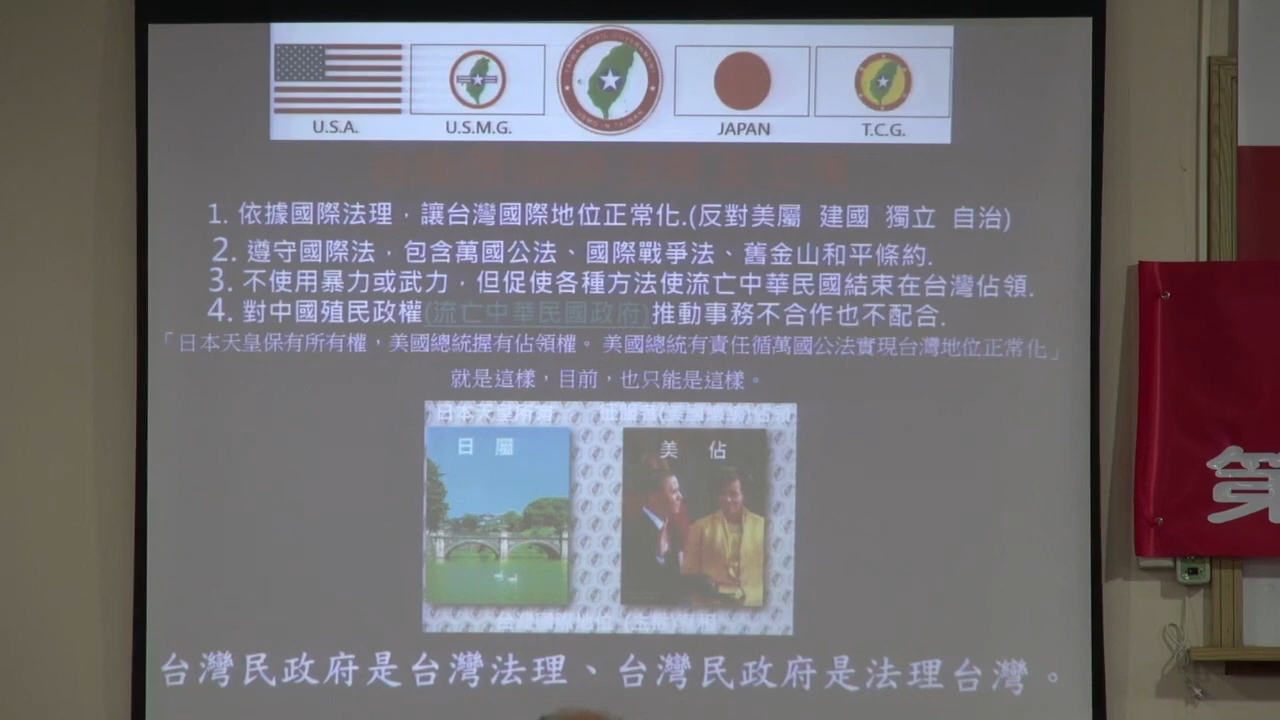 U.S.A. U.S.M.G. JAPAN T.C.G.
TAIWAN CIVIL GOVERNMENT
1. 依據國際法理，讓台灣國際地位正常化.(反對美屬 建國 獨立 自治)
2. 遵守國際法，包含萬國公法、國際戰爭法、舊金山和平條約.
3. 不使用暴力或武力，但促使各種方法使流亡中華民國結束在台灣佔領.
4. 對中國殖民政權(流亡中華民國政府)推動事務不合作也不配合.
「日本天皇保有所有權，美國總統握有佔領權。 美國總統有責任循萬國公法實現台灣地位正常化」
就是這樣，目前，也只能是這樣。
日本天皇所有
日 屬 美 佔
台灣民政府是台灣法理、台灣民政府是法理台灣。
第